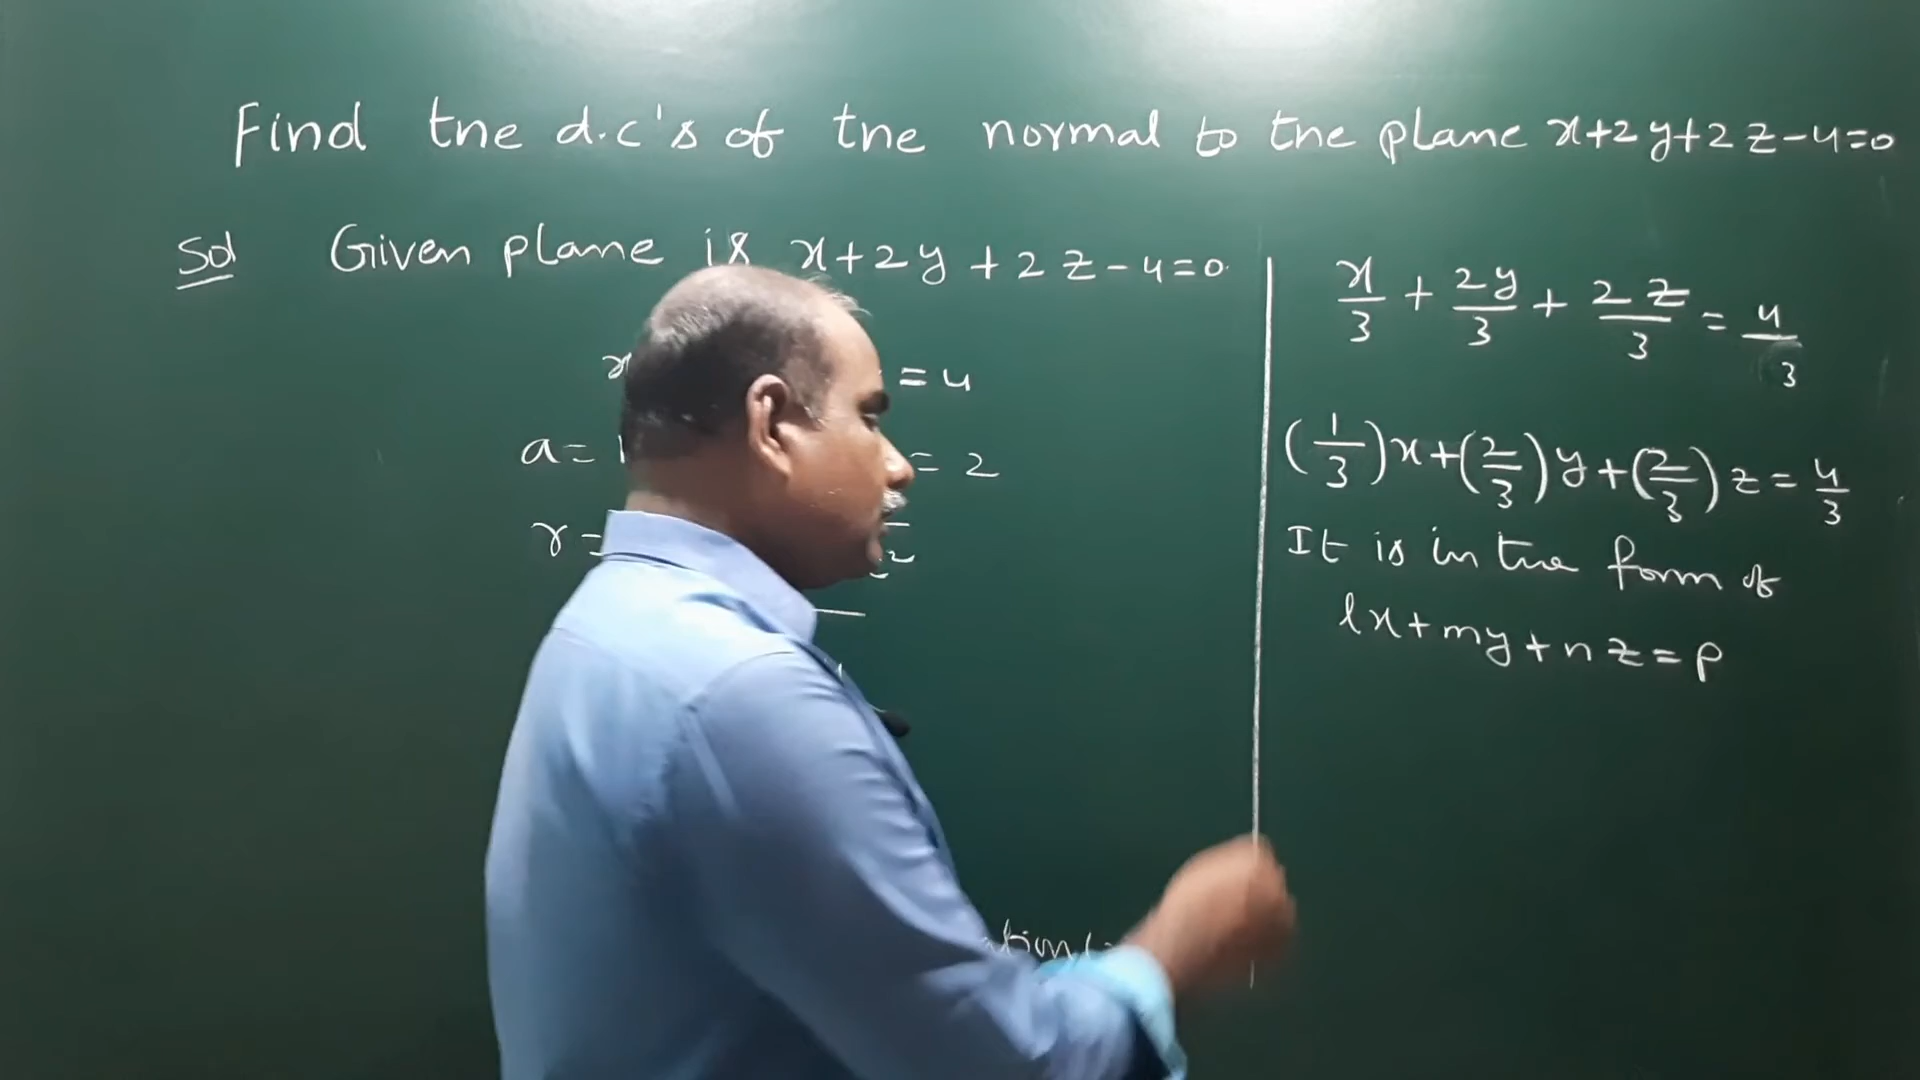 Find the d.c's of the normal to the plane x+2y+2z-4=0
Sol Given plane is x+2y+2z-4=0
x =4
a=1 =2
r=
x/3 + 2y/3 + 2z/3 = 4/3
(1/3)x+(2/3)y+(2/3)z=4/3
It is in the form of
lx+my+nz=p